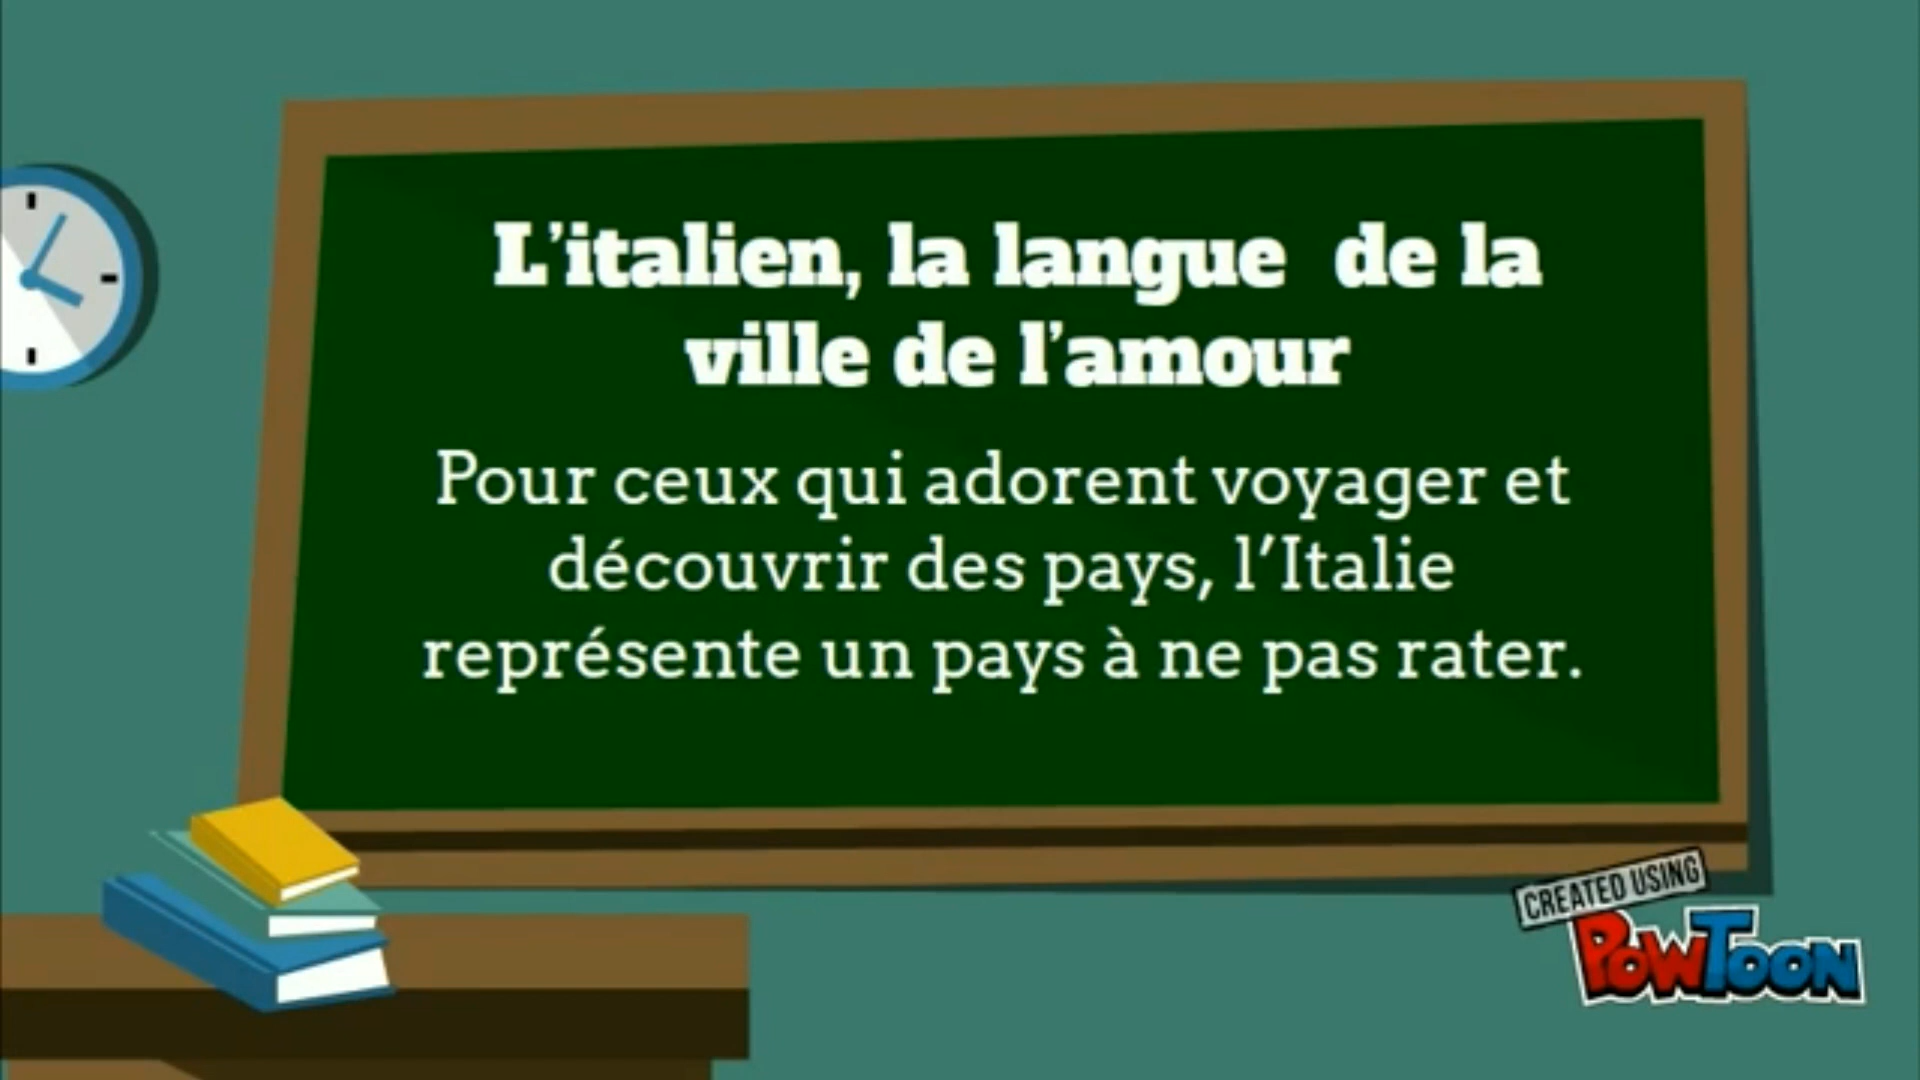 L'italien, la langue de la
ville de l'amour
Pour ceux qui adorent voyager et
découvrir des pays, l'Italie
représente un pays à ne pas rater.
CREATED USING
POWTOON